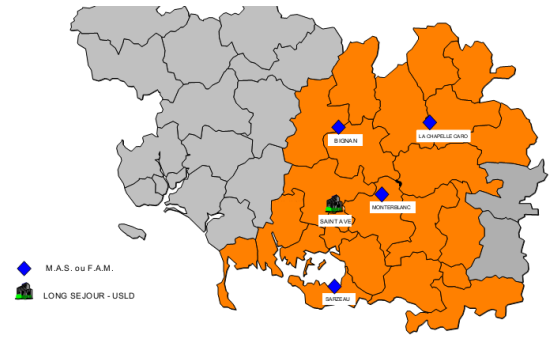 BIGNAN
LA CHAPELLE CARO
MONTERBLANC
SAINT AVE
M.A.S. ou F.A.M.
LONG SEJOUR - USLD
SARZEAU